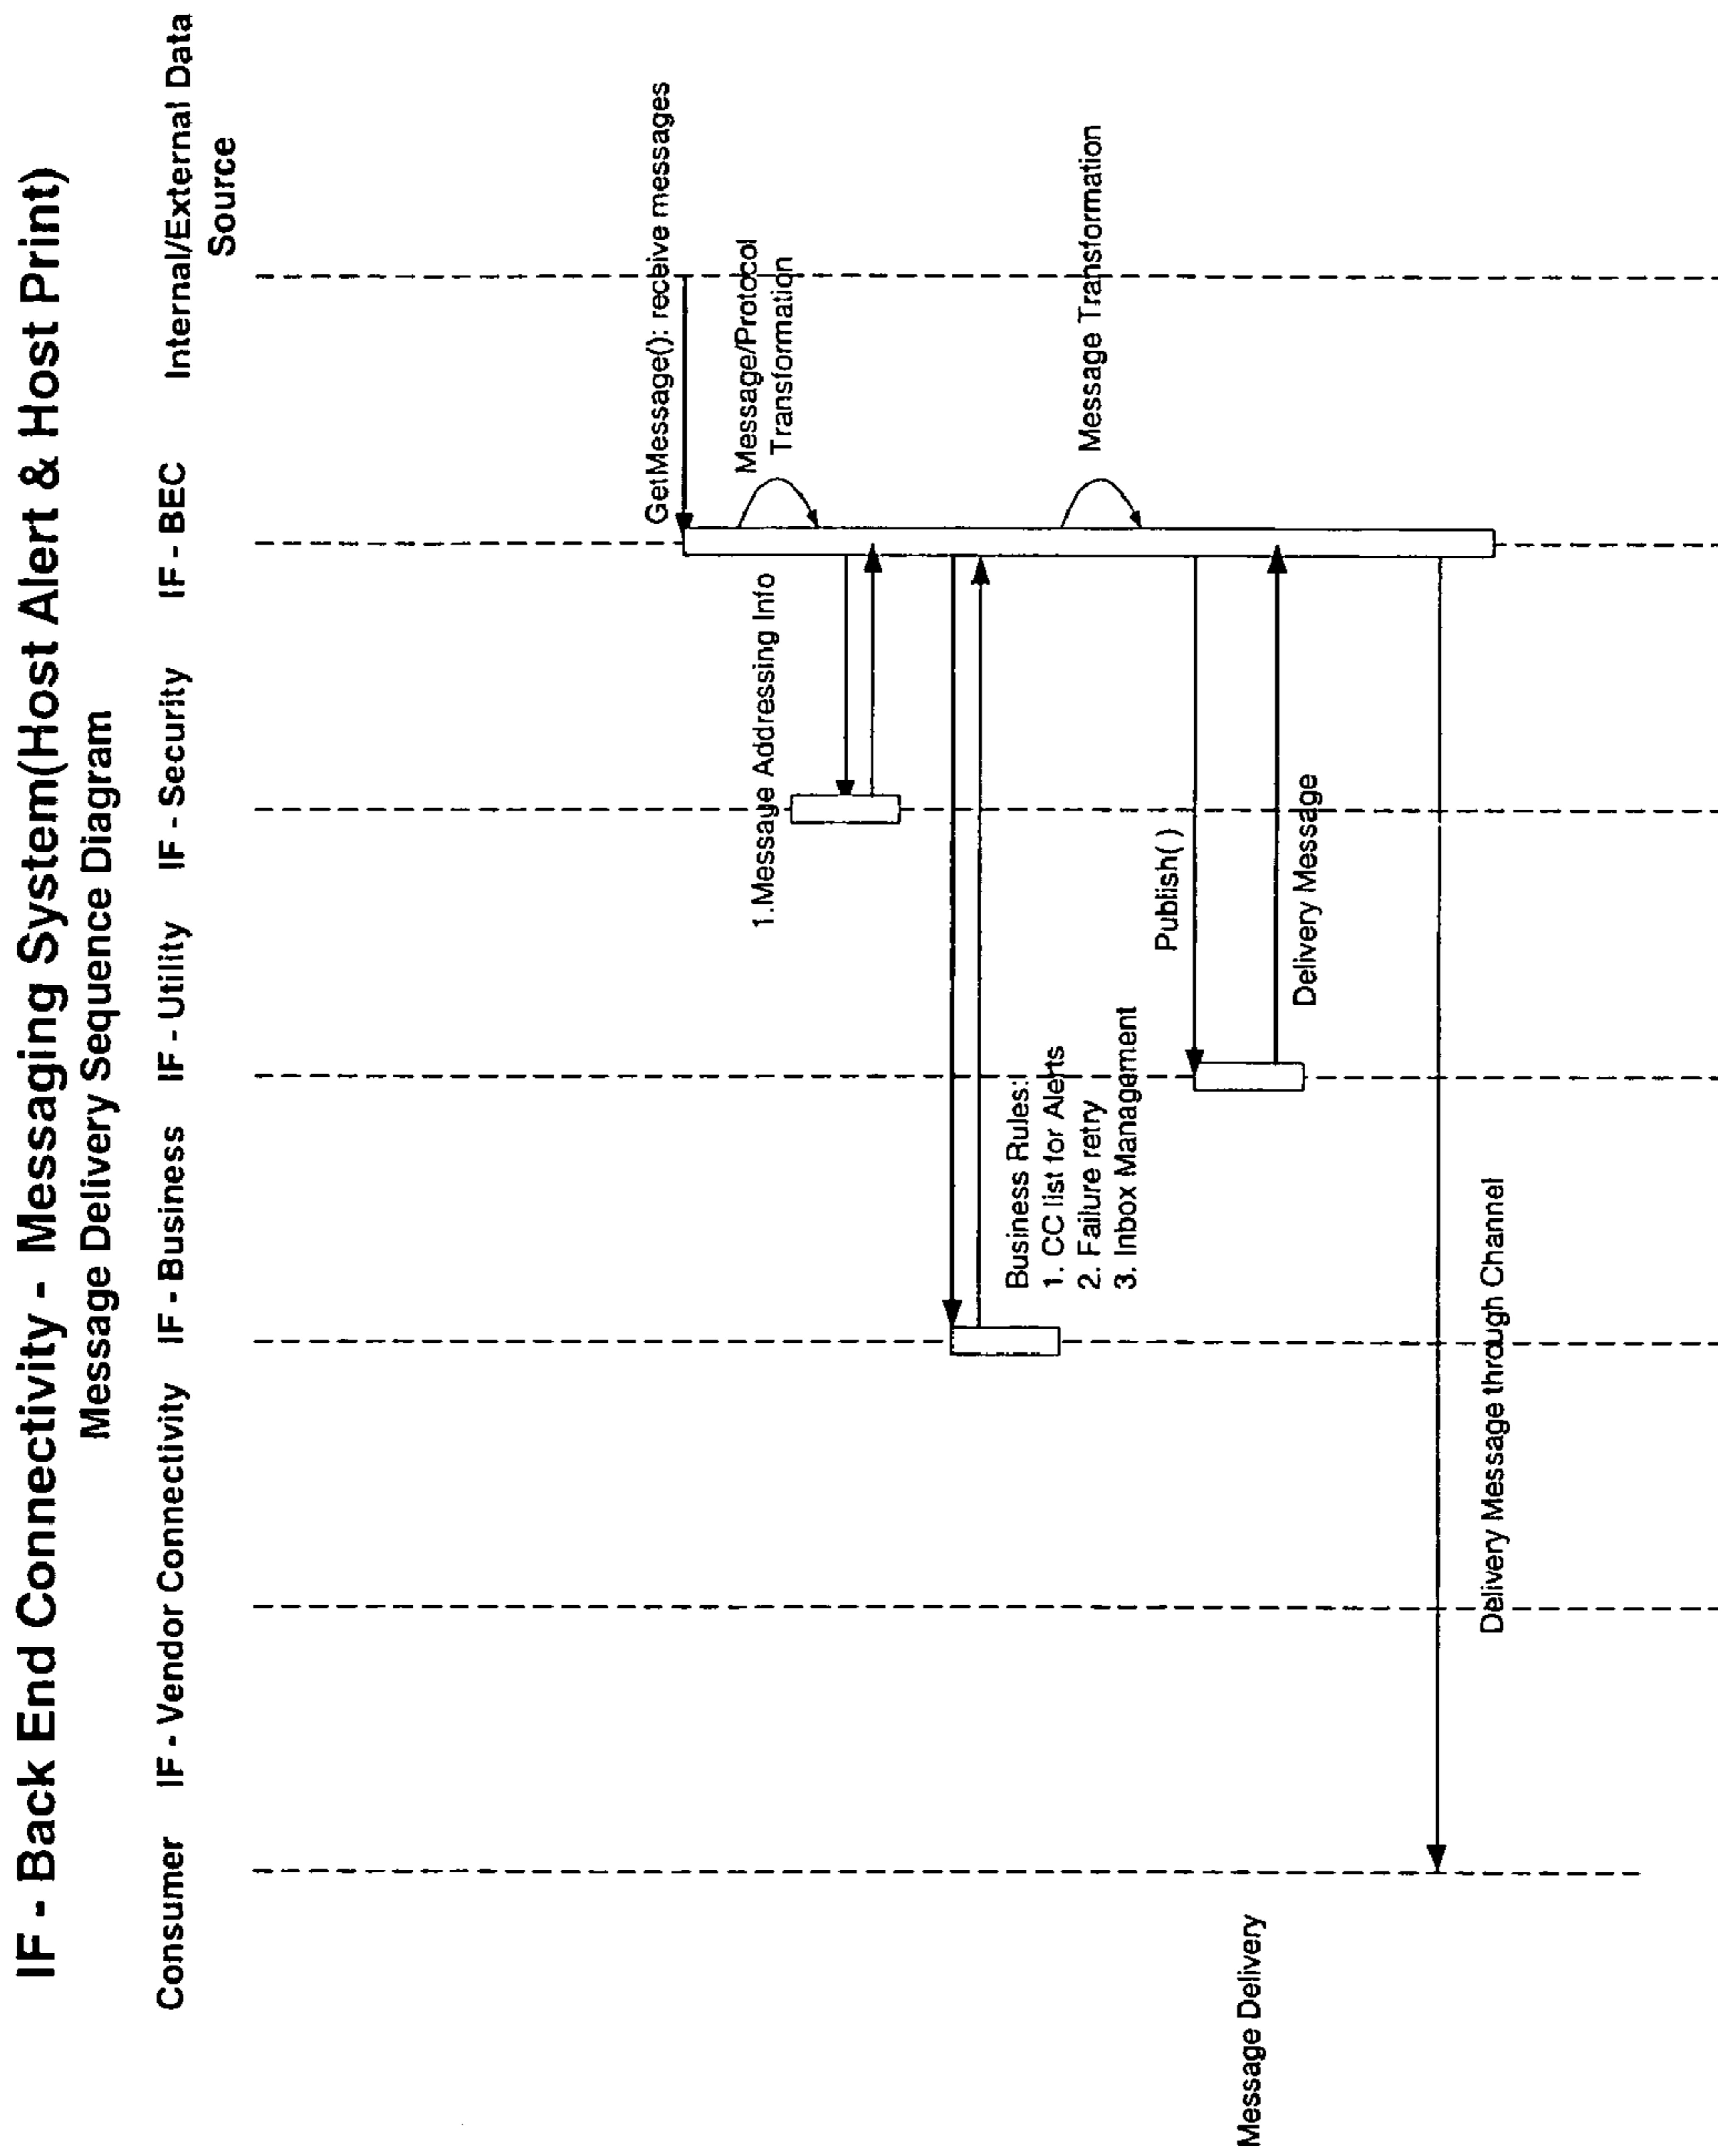 IF - Back End Connectivity - Messaging System(Host Alert & Host Print)
Message Delivery Sequence Diagram
Consumer
IF - Vendor Connectivity
IF - Business
IF - Utility
IF - Security
IF - BEC
Internal/External Data
Source
GetMessage(): receive messages
Message/Protocol
Transformation
1.Message Addressing Info
Business Rules:
1. CC list for Alerts
2. Failure retry
3. Inbox Management
Message Transformation
Publish( )
Delivery Message
Message Delivery
Delivery Message through Channel